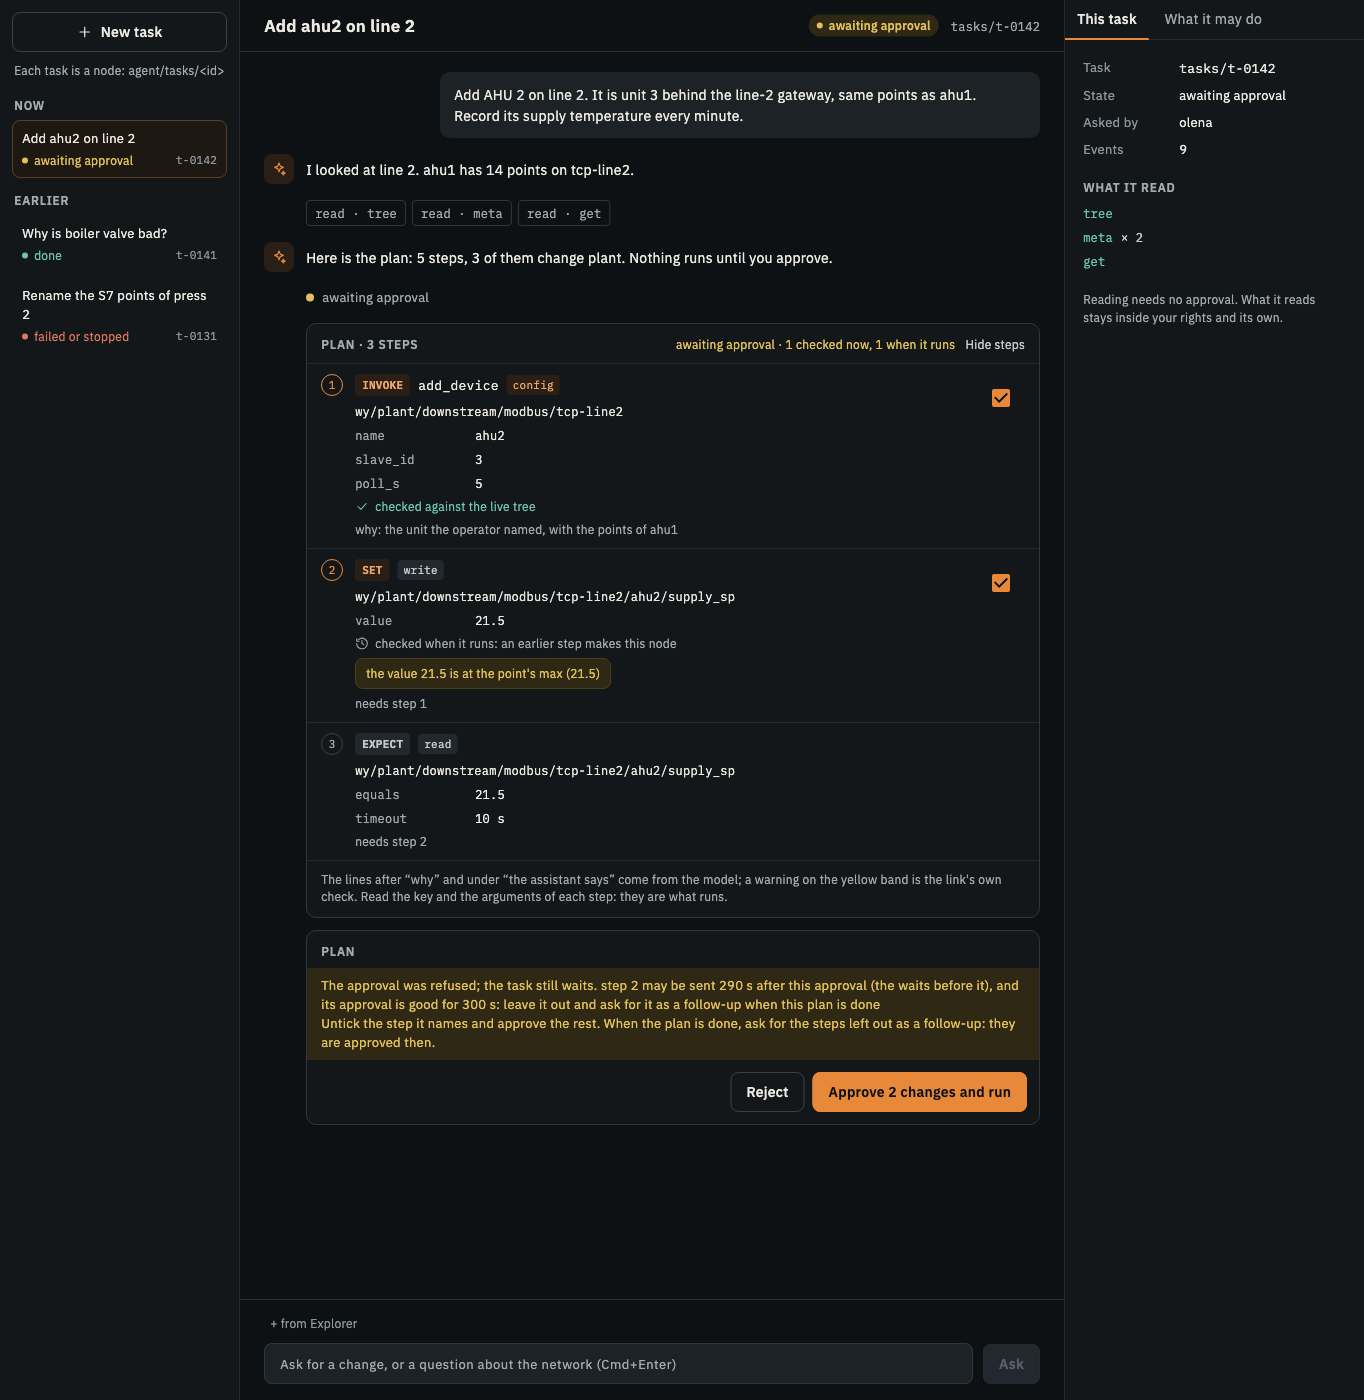 + New task
Each task is a node: agent/tasks/<id>
NOW
Add ahu2 on line 2
awaiting approval t-0142
EARLIER
Why is boiler valve bad?
done t-0141
Rename the S7 points of press
2
failed or stopped t-0131
Add ahu2 on line 2
awaiting approval tasks/t-0142
Add AHU 2 on line 2. It is unit 3 behind the line-2 gateway, same points as ahu1.
Record its supply temperature every minute.
I looked at line 2. ahu1 has 14 points on tcp-line2.
read · tree read · meta read · get
Here is the plan: 5 steps, 3 of them change plant. Nothing runs until you approve.
awaiting approval
PLAN · 3 STEPS
awaiting approval · 1 checked now, 1 when it runs Hide steps
1 INVOKE add_device config
wy/plant/downstream/modbus/tcp-line2
name ahu2
slave_id 3
poll_s 5
checked against the live tree
why: the unit the operator named, with the points of ahu1
2 SET write
wy/plant/downstream/modbus/tcp-line2/ahu2/supply_sp
value 21.5
checked when it runs: an earlier step makes this node
the value 21.5 is at the point's max (21.5)
needs step 1
3 EXPECT read
wy/plant/downstream/modbus/tcp-line2/ahu2/supply_sp
equals 21.5
timeout 10 s
needs step 2
The lines after “why” and under “the assistant says” come from the model; a warning on the yellow band is the link's own
check. Read the key and the arguments of each step: they are what runs.
PLAN
The approval was refused; the task still waits. step 2 may be sent 290 s after this approval (the waits before it), and
its approval is good for 300 s: leave it out and ask for it as a follow-up when this plan is done
Untick the step it names and approve the rest. When the plan is done, ask for the steps left out as a follow-up: they
are approved then.
Reject Approve 2 changes and run
+ from Explorer
Ask for a change, or a question about the network (Cmd+Enter)
Ask
This task What it may do
Task tasks/t-0142
State awaiting approval
Asked by olena
Events 9
WHAT IT READ
tree
meta × 2
get
Reading needs no approval. What it reads
stays inside your rights and its own.